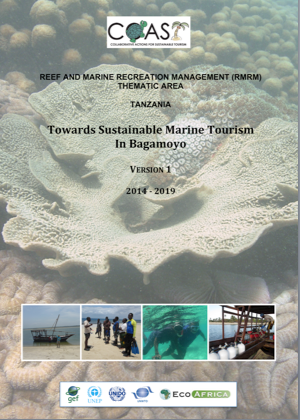 COAST
COLLABORATIVE ACTIONS FOR SUSTAINABLE TOURISM
REEF AND MARINE RECREATION MANAGEMENT (RMRM)
THEMATIC AREA
TANZANIA
Towards Sustainable Marine Tourism
In Bagamoyo
VERSION 1
2014 - 2019
gef
UNEP
UNIDO
ECOAFRICA